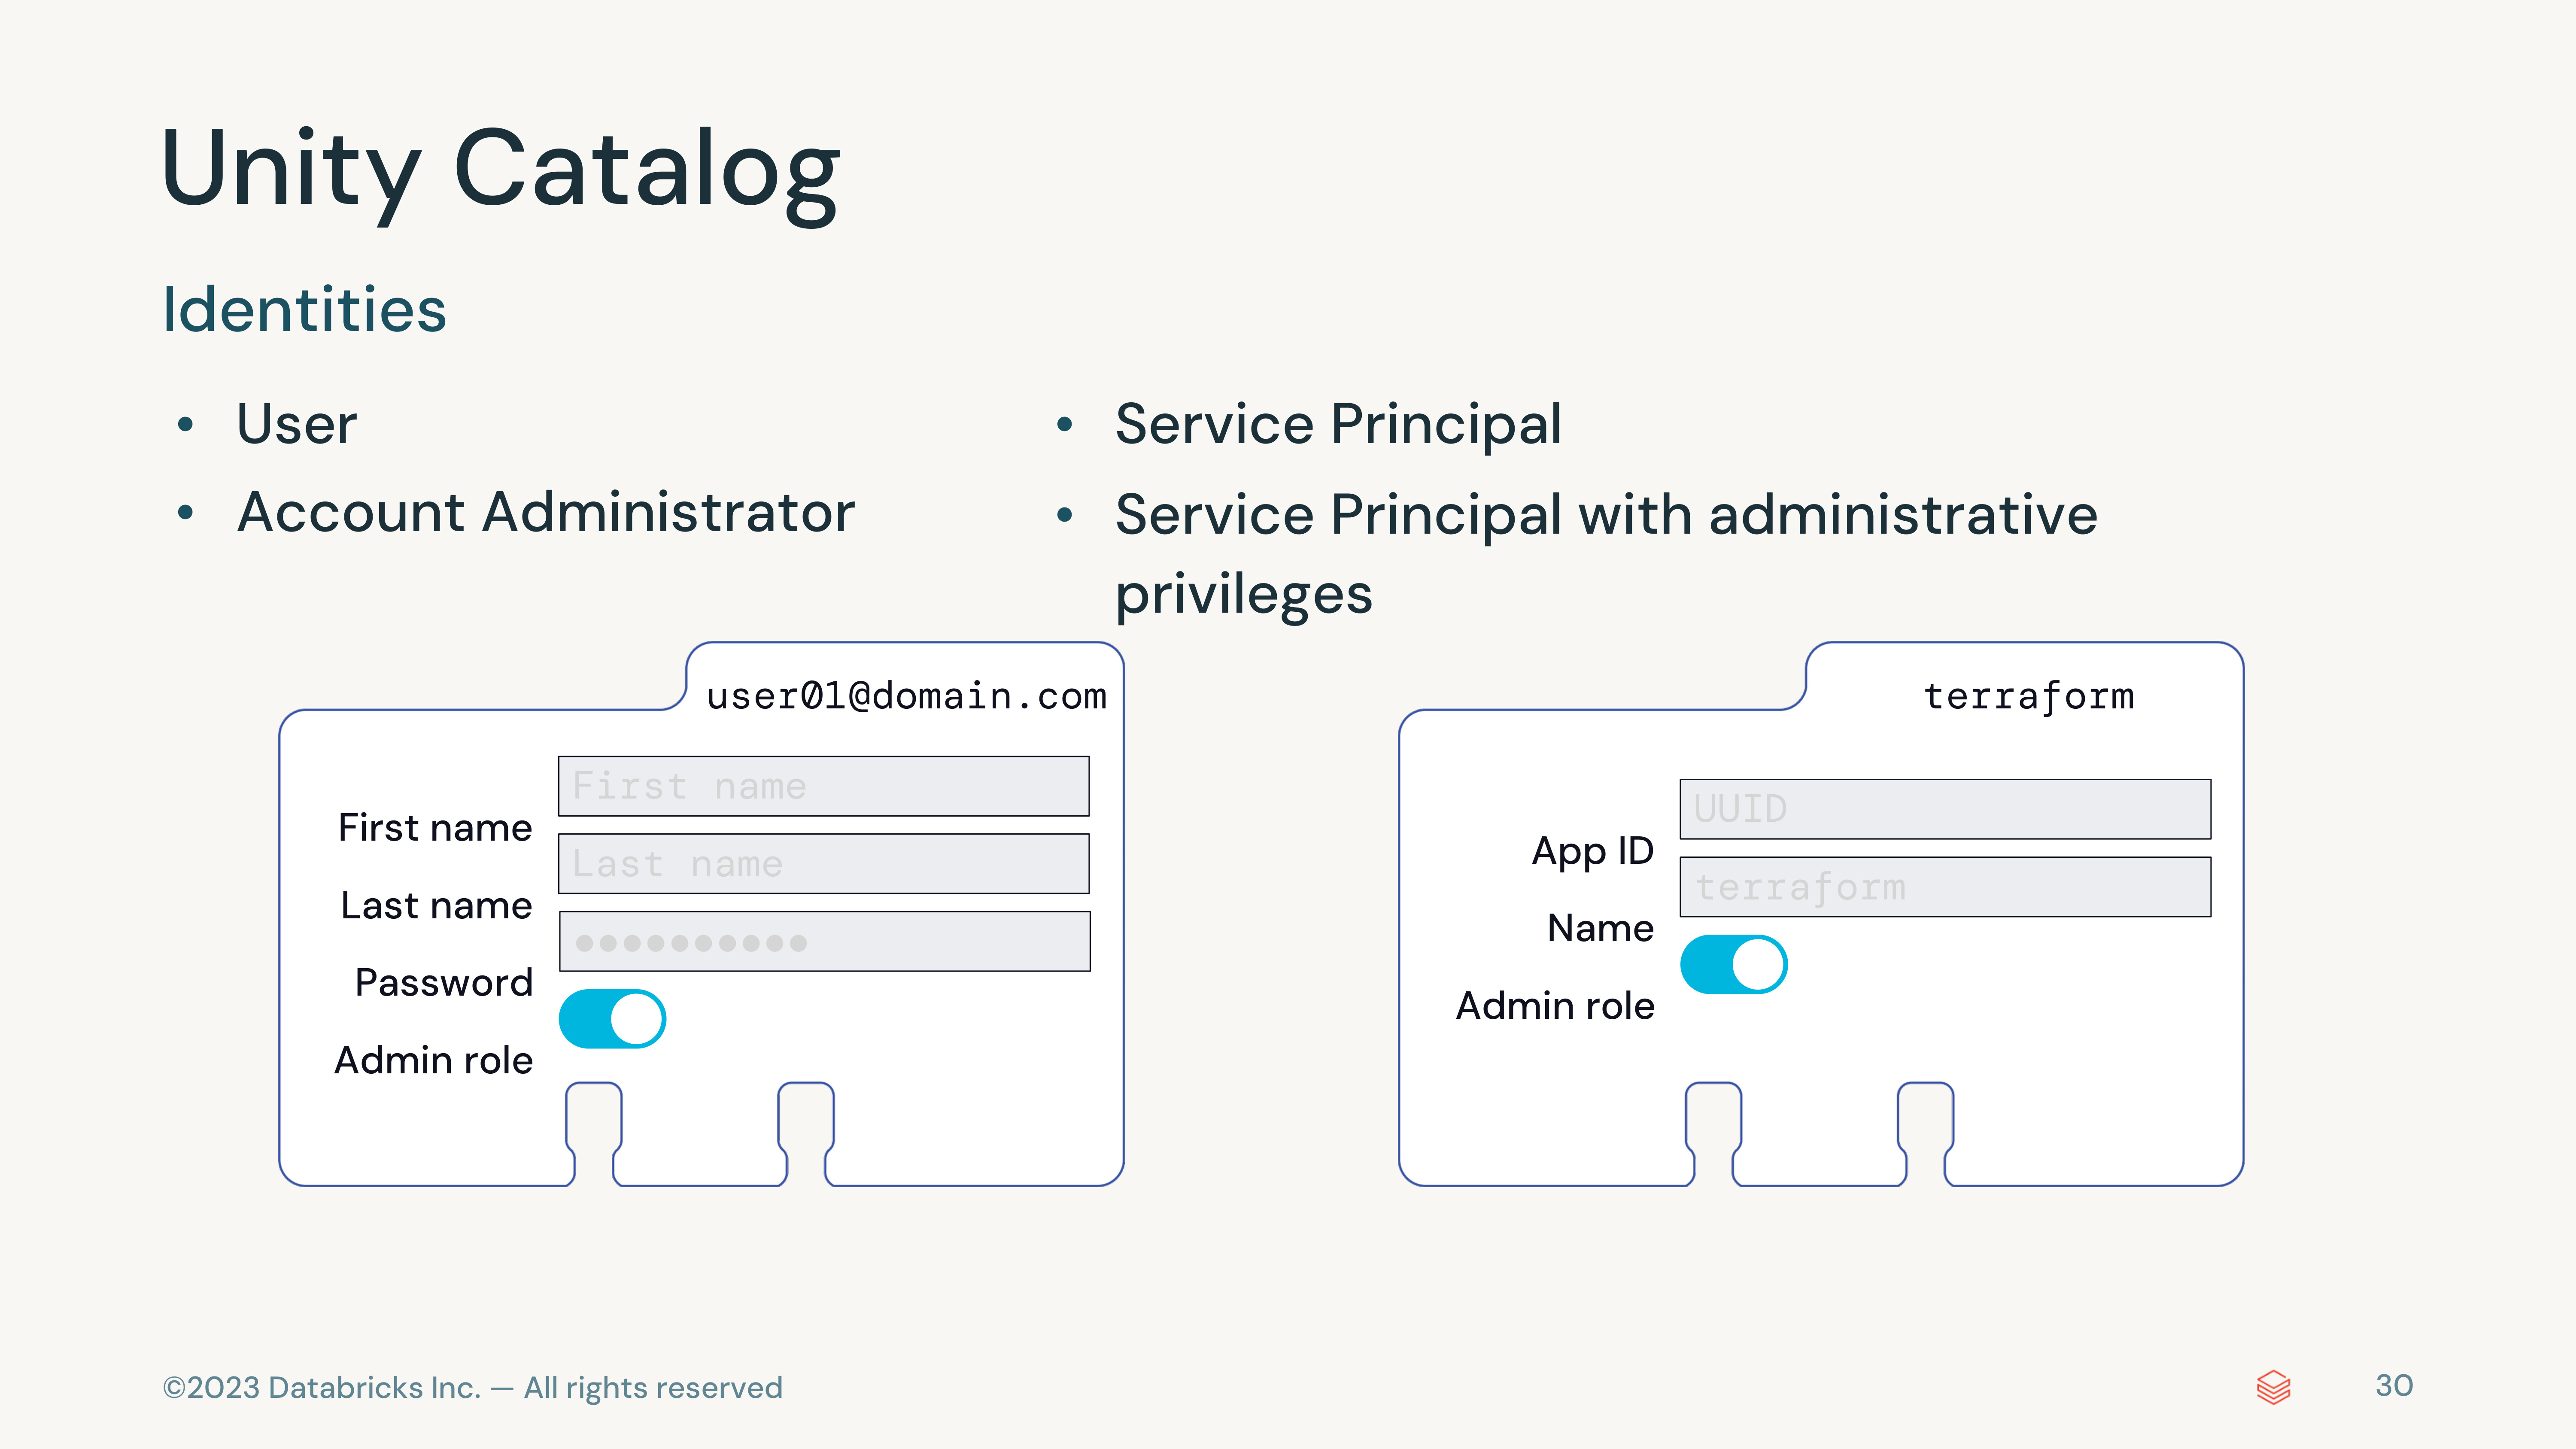 Unity Catalog
Identities
• User
• Account Administrator
• Service Principal
• Service Principal with administrative
privileges
user01@domain.com
First name
First name
Last name
Last name
Password
••••••••••
Admin role
terraform
App ID
UUID
Name
terraform
Admin role
©2023 Databricks Inc. — All rights reserved
30